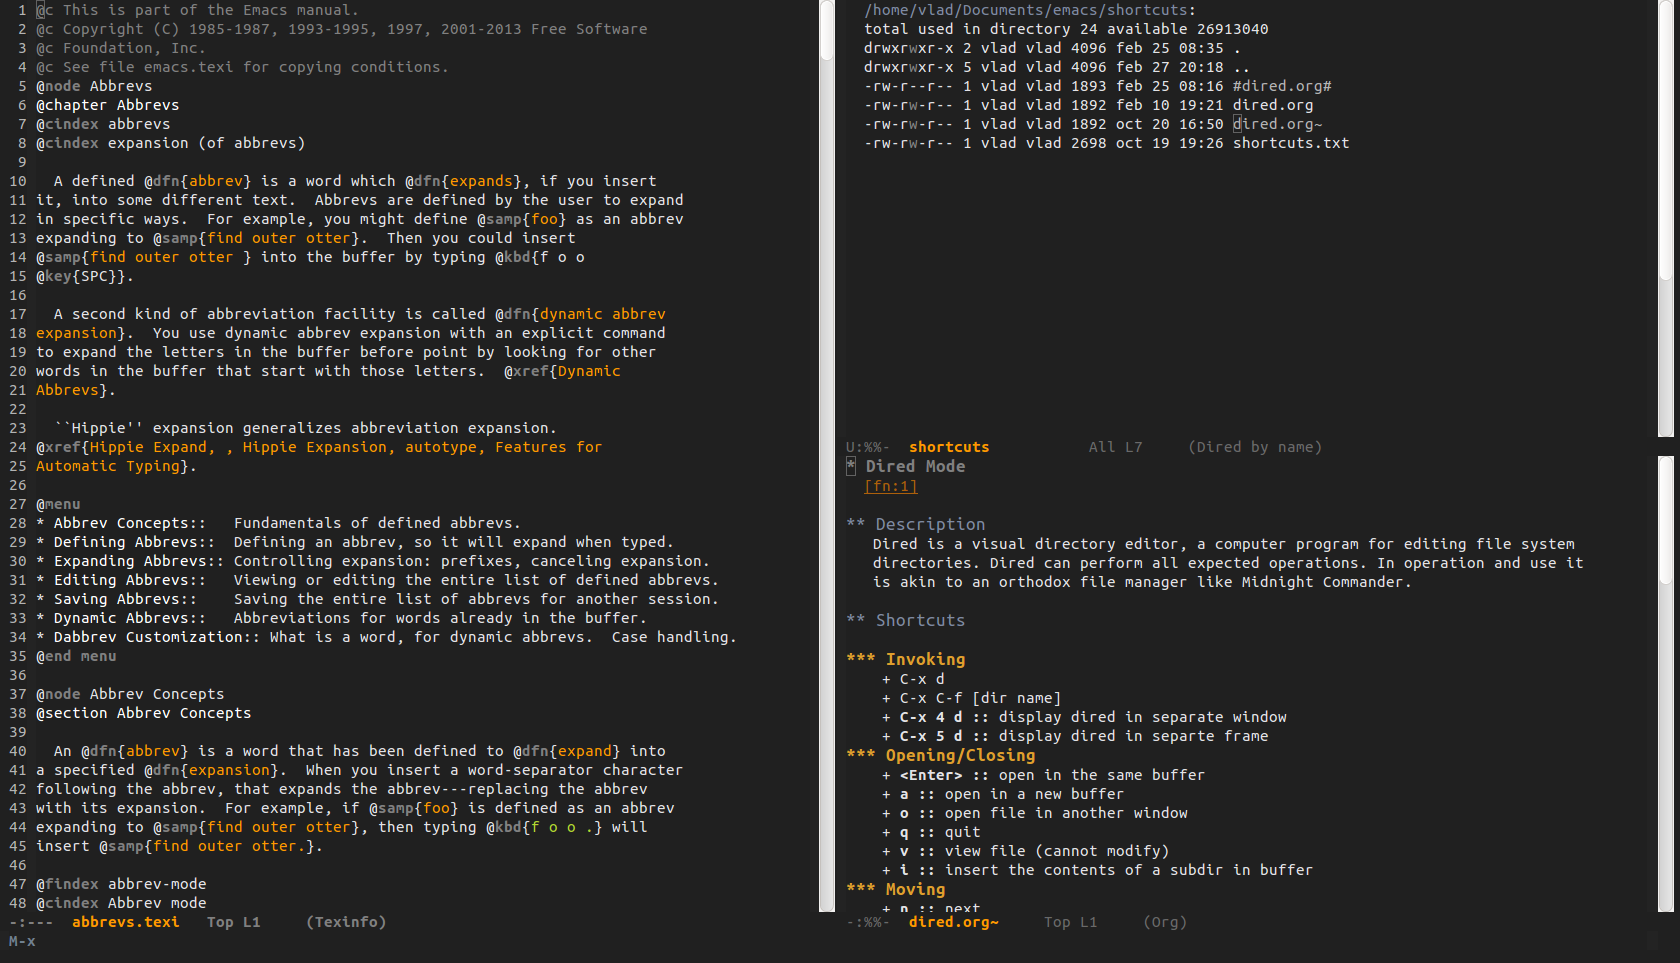 1 @c This is part of the Emacs manual.
2 @c Copyright (C) 1985-1987, 1993-1995, 1997, 2001-2013 Free Software
3 @c Foundation, Inc.
4 @c See file emacs.texi for copying conditions.
5 @node Abbrevs
6 @chapter Abbrevs
7 @cindex abbrevs
8 @cindex expansion (of abbrevs)
9
10   A defined @dfn{abbrev} is a word which @dfn{expands}, if you insert
11 it, into some different text.  Abbrevs are defined by the user to expand
12 in specific ways.  For example, you might define @samp{foo} as an abbrev
13 expanding to @samp{find outer otter}.  Then you could insert
14 @samp{find outer otter } into the buffer by typing @kbd{f o o
15 @key{SPC}}.
16
17   A second kind of abbreviation facility is called @dfn{dynamic abbrev
18 expansion}.  You use dynamic abbrev expansion with an explicit command
19 to expand the letters in the buffer before point by looking for other
20 words in the buffer that start with those letters.  @xref{Dynamic
21 Abbrevs}.
22
23   ``Hippie'' expansion generalizes abbreviation expansion.
24 @xref{Hippie Expand, , Hippie Expansion, autotype, Features for
25 Automatic Typing}.
26
27 @menu
28 * Abbrev Concepts::   Fundamentals of defined abbrevs.
29 * Defining Abbrevs::  Defining an abbrev, so it will expand when typed.
30 * Expanding Abbrevs:: Controlling expansion: prefixes, canceling expansion.
31 * Editing Abbrevs::   Viewing or editing the entire list of defined abbrevs.
32 * Saving Abbrevs::    Saving the entire list of abbrevs for another session.
33 * Dynamic Abbrevs::   Abbreviations for words already in the buffer.
34 * Dabbrev Customization:: What is a word, for dynamic abbrevs.  Case handling.
35 @end menu
36
37 @node Abbrev Concepts
38 @section Abbrev Concepts
39
40   An @dfn{abbrev} is a word that has been defined to @dfn{expand} into
41 a specified @dfn{expansion}.  When you insert a word-separator character
42 following the abbrev, that expands the abbrev---replacing the abbrev
43 with its expansion.  For example, if @samp{foo} is defined as an abbrev
44 expanding to @samp{find outer otter}, then typing @kbd{f o o .} will
45 insert @samp{find outer otter.}.
46
47 @findex abbrev-mode
48 @cindex Abbrev mode
-:---  abbrevs.texi   Top L1     (Texinfo)
M-x
/home/vlad/Documents/emacs/shortcuts:
total used in directory 24 available 26913040
drwxrwxr-x 2 vlad vlad 4096 feb 25 08:35 .
drwxrwxr-x 5 vlad vlad 4096 feb 27 20:18 ..
-rw-r--r-- 1 vlad vlad 1893 feb 25 08:16 #dired.org#
-rw-rw-r-- 1 vlad vlad 1892 feb 10 19:21 dired.org
-rw-rw-r-- 1 vlad vlad 1892 oct 20 16:50 dired.org~
-rw-rw-r-- 1 vlad vlad 2698 oct 19 19:26 shortcuts.txt
U:%%-  shortcuts           All L7     (Dired by name)
* Dired Mode
[fn:1]
** Description
Dired is a visual directory editor, a computer program for editing file system
directories. Dired can perform all expected operations. In operation and use it
is akin to an orthodox file manager like Midnight Commander.
** Shortcuts
*** Invoking
+ C-x d
+ C-x C-f [dir name]
+ C-x 4 d :: display dired in separate window
+ C-x 5 d :: display dired in separte frame
*** Opening/Closing
+ <Enter> :: open in the same buffer
+ a :: open in a new buffer
+ o :: open file in another window
+ q :: quit
+ v :: view file (cannot modify)
+ i :: insert the contents of a subdir in buffer
*** Moving
+ n :: next
-:%%-  dired.org~     Top L1     (Org)